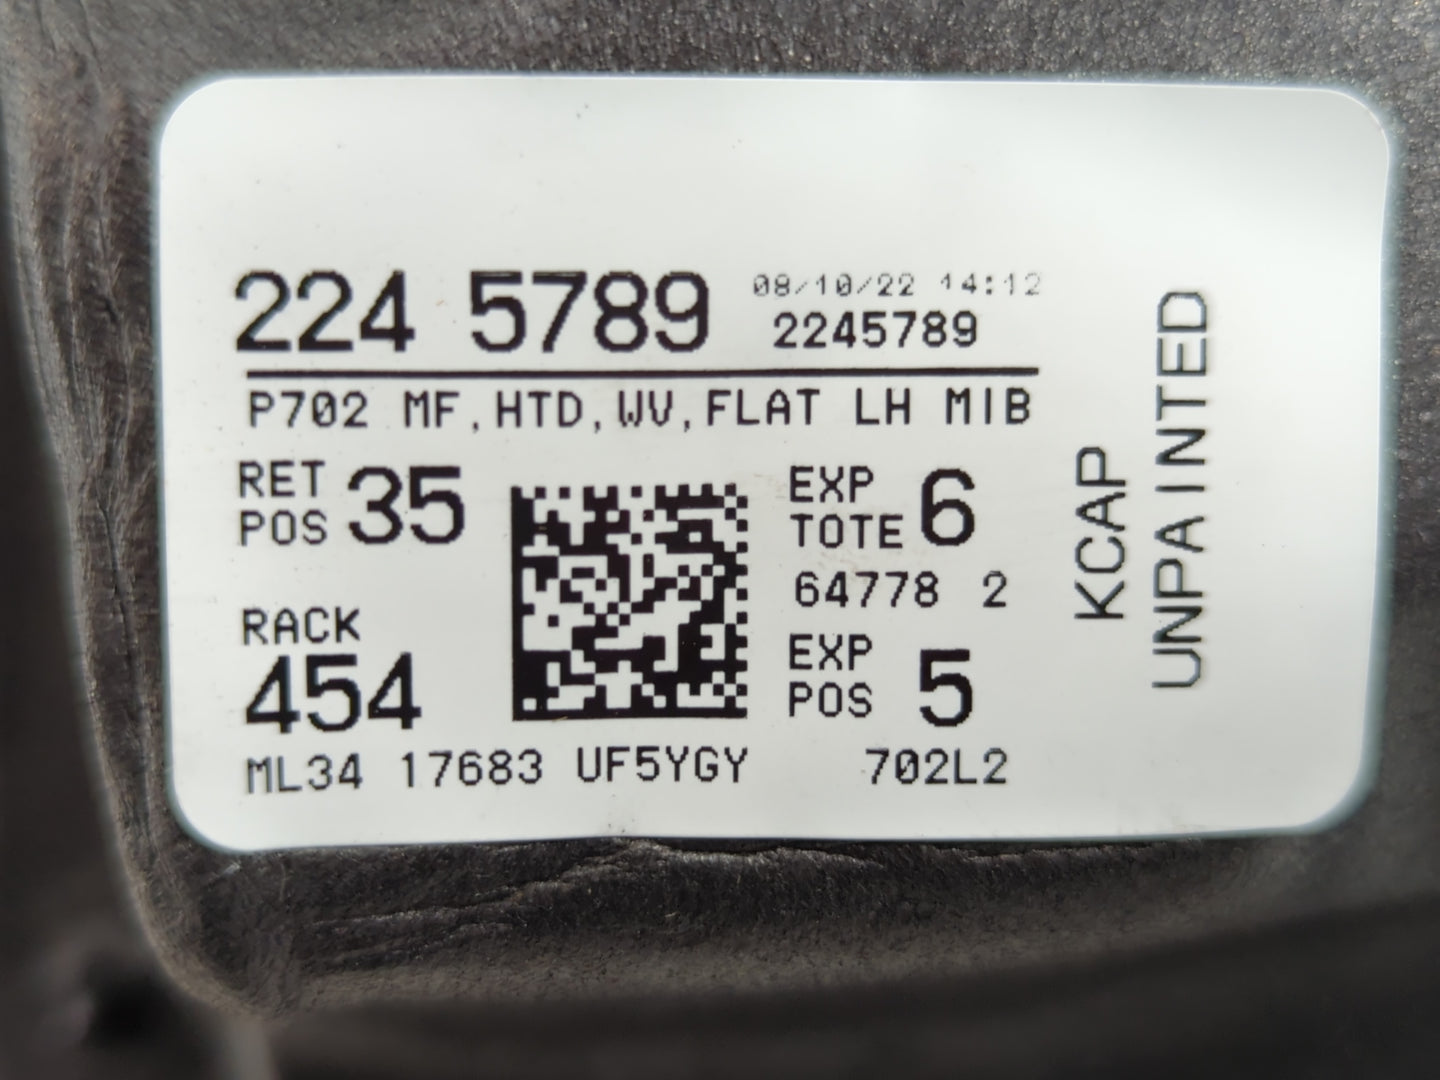 224 5789
08/10/22 14:12
2245789
P702 MF,HTD,WV,FLAT LH MIB
RET POS 35
EXP TOTE 6
64778 2
RACK
454
EXP POS 5
ML34 17683 UF5YGY 702L2
KCAP
UNPAINTED